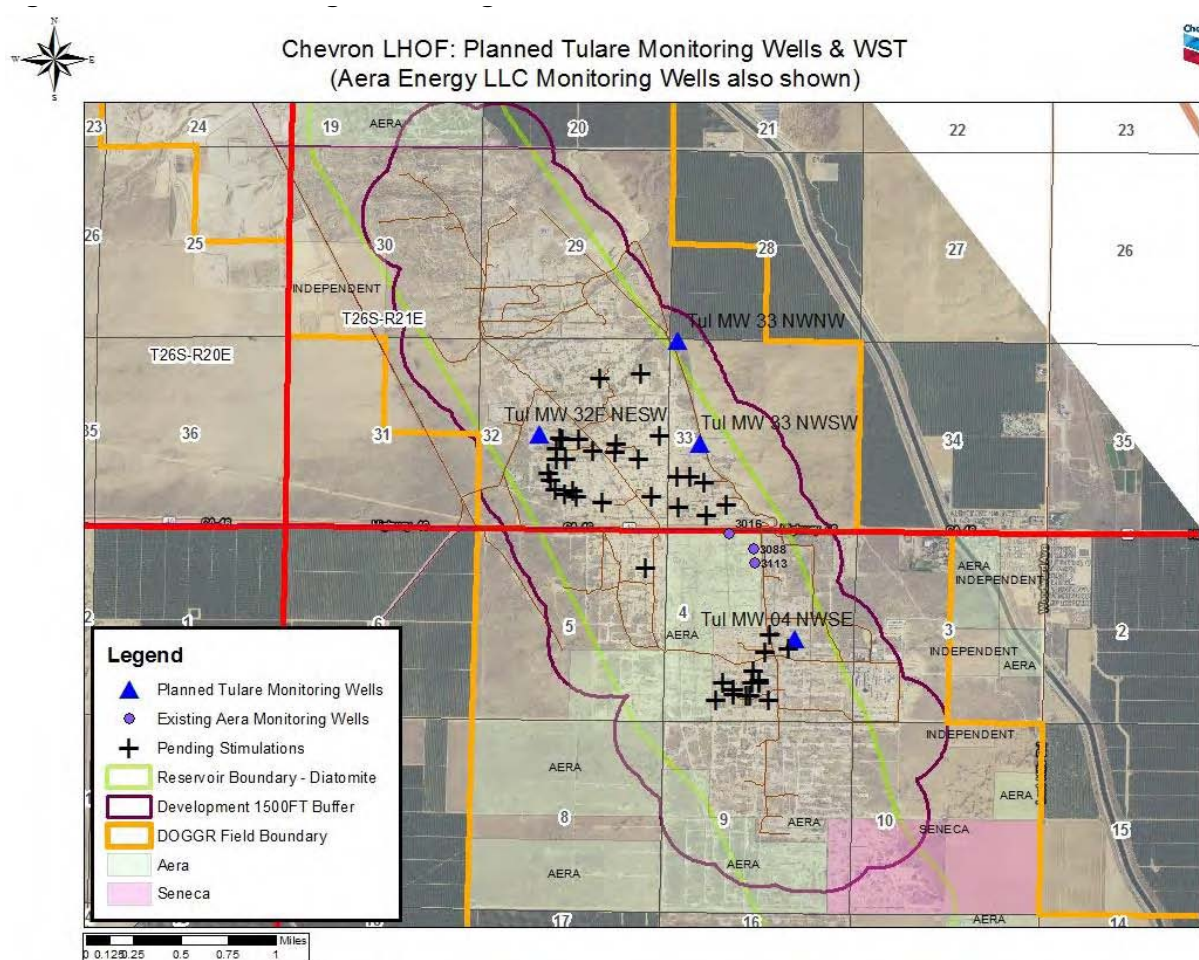 N
W
E
S
Chevron LHOF: Planned Tulare Monitoring Wells & WST
(Aera Energy LLC Monitoring Wells also shown)
Che
23
24
19
AERA
20
21
22
23
26
25
30
29
28
27
26
INDEPENDENT
T26S-R21E
T26S-R20E
Tul MW 33 NWNW
35
36
31
32
Tul MW 32F NESW
33
Tul MW 33 NWSW
34
35
3016
3088
3113
AERA
INDEPENDENT
1
6
5
4
AERA
Tul MW 04 NWSE
3
INDEPENDENT
AERA
2
INDEPENDENT
AERA
8
9
AERA
10
SENECA
AERA
15
AERA
AERA
17
16
AERA
14
Legend
Planned Tulare Monitoring Wells
Existing Aera Monitoring Wells
Pending Stimulations
Reservoir Boundary - Diatomite
Development 1500FT Buffer
DOGGR Field Boundary
Aera
Seneca
Miles
0 0.125 0.25 0.5 0.75 1